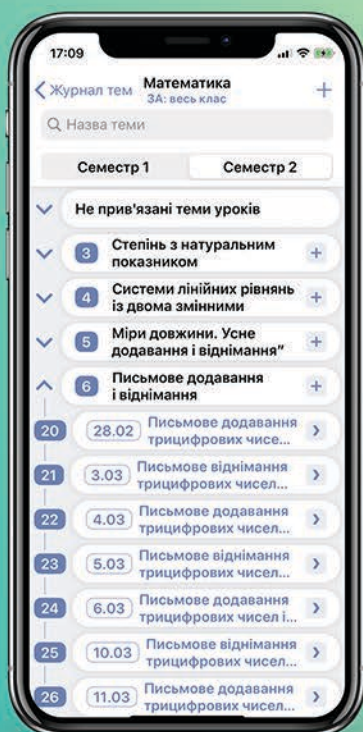 17:09
Журнал тем
Математика
3А: весь клас
+
Назва теми
Семестр 1
Семестр 2
Не прив'язані теми уроків
3
Степінь з натуральним
показником
+
4
Системи лінійних рівнянь
із двома змінними
+
5
Міри довжини. Усне
додавання і віднімання"
+
6
Письмове додавання
і віднімання
+
20
28.02
Письмове додавання
трицифрових чисе...
21
3.03
Письмове віднімання
трицифрових чисел...
22
4.03
Письмове додавання
трицифрових чисел...
23
5.03
Письмове віднімання
трицифрових чисел...
24
6.03
Письмове додавання
трицифрових чисел і...
25
10.03
Письмове віднімання
трицифрових чисел...
26
11.03
Письмове додавання
трицифрових чисел...